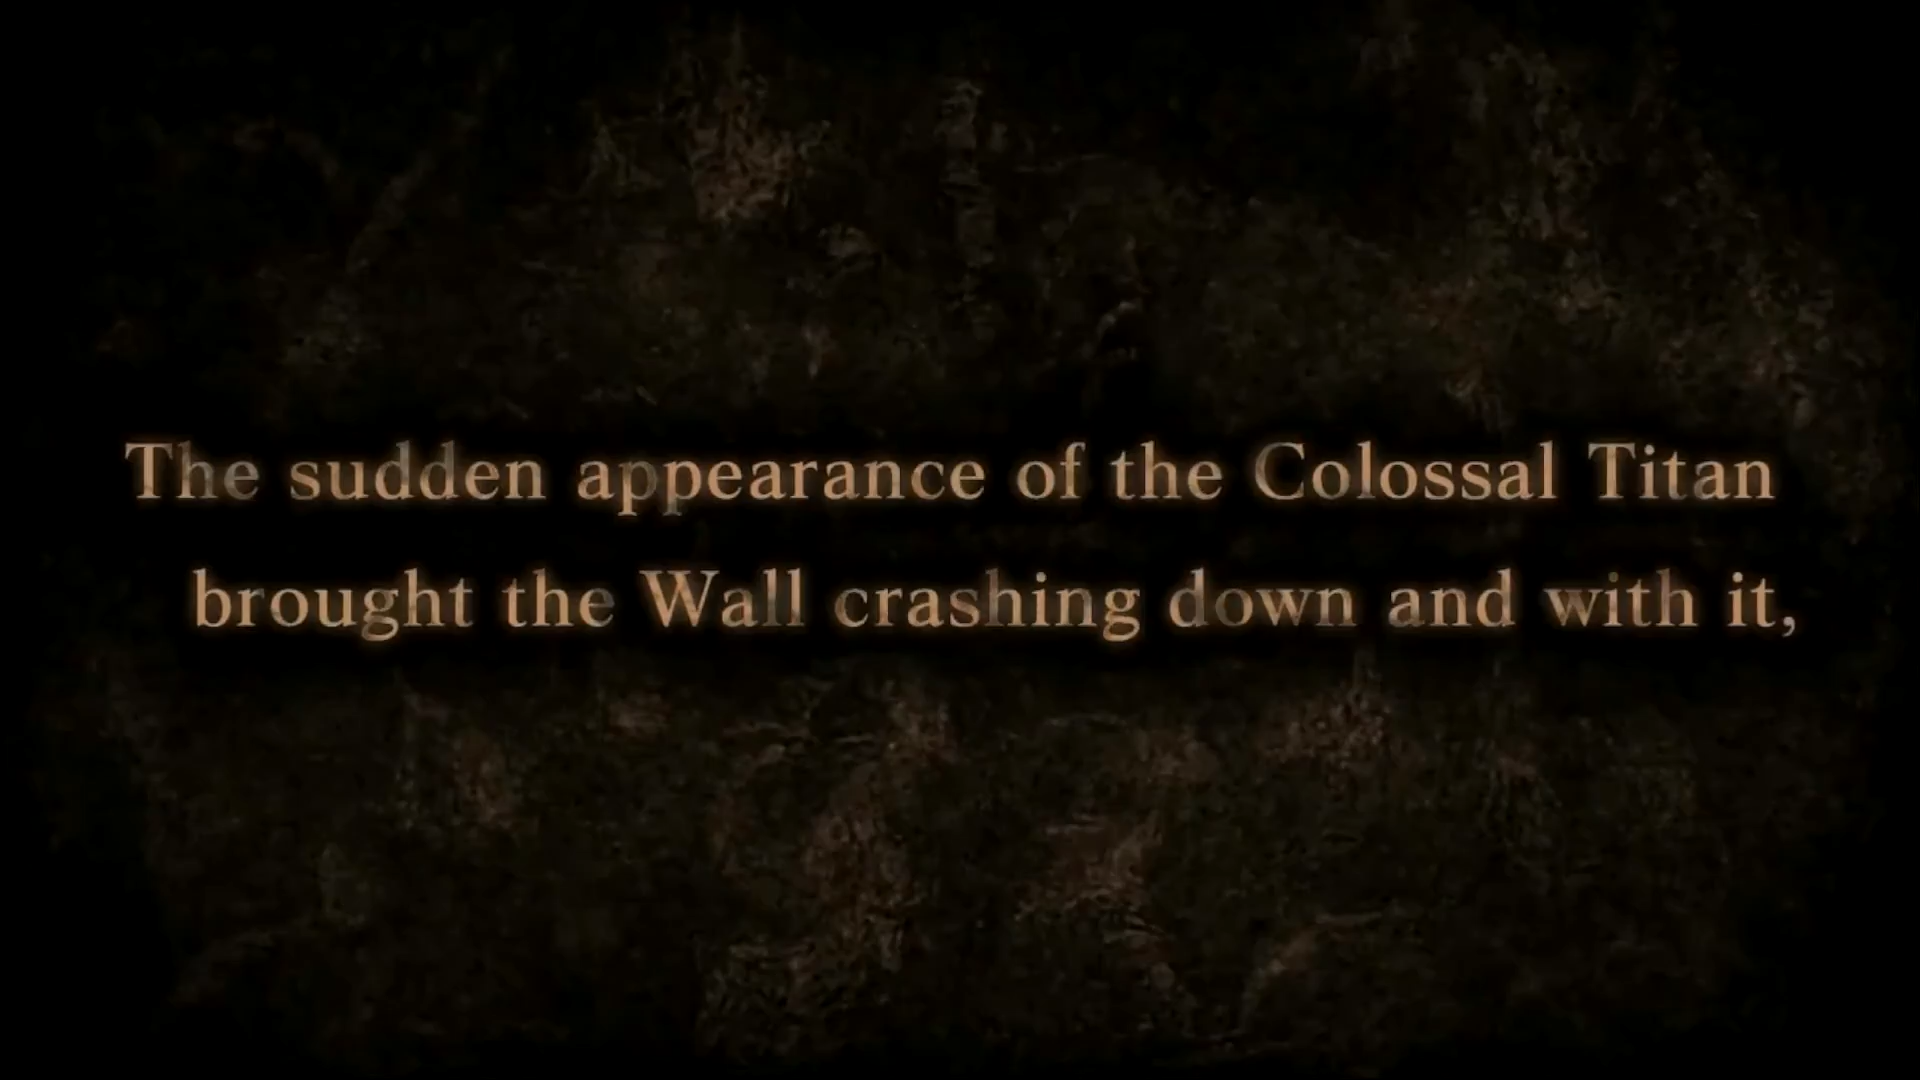 The sudden appearance of the Colossal Titan
brought the Wall crashing down and with it,